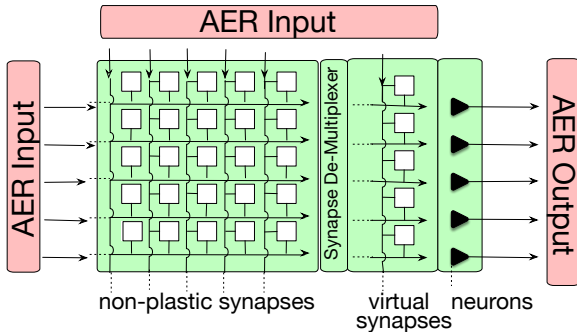 AER Input
AER Input
Synapse De-Multiplexer
AER Output
non-plastic synapses
virtual
synapses
neurons